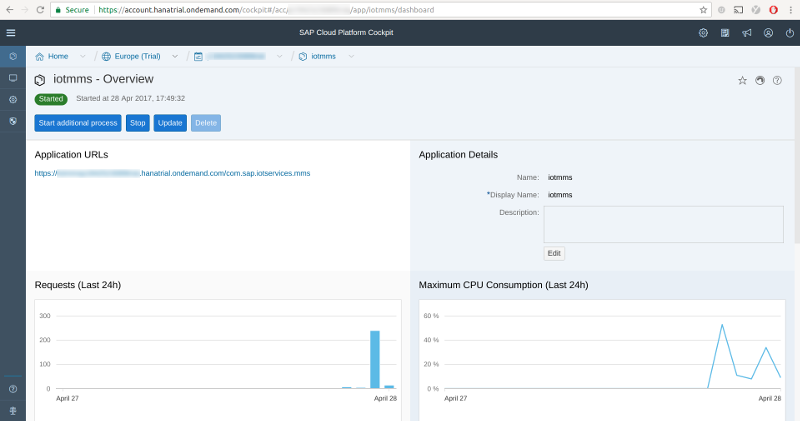 Secure https://account.hanatrial.ondemand.com/cockpit#/acc/ /app/iotmms/dashboard
SAP Cloud Platform Cockpit
Home / Europe (Trial) / / iotmms
iotmms - Overview
Started Started at 28 Apr 2017, 17:49:32
Start additional process Stop Update Delete
Application URLs
https:// .hanatrial.ondemand.com/com.sap.iotservices.mms
Application Details
Name: iotmms
*Display Name: iotmms
Description:
Edit
Requests (Last 24h)
300
200
100
0
April 27 April 28
Maximum CPU Consumption (Last 24h)
60 %
40 %
20 %
0 %
April 27 April 28